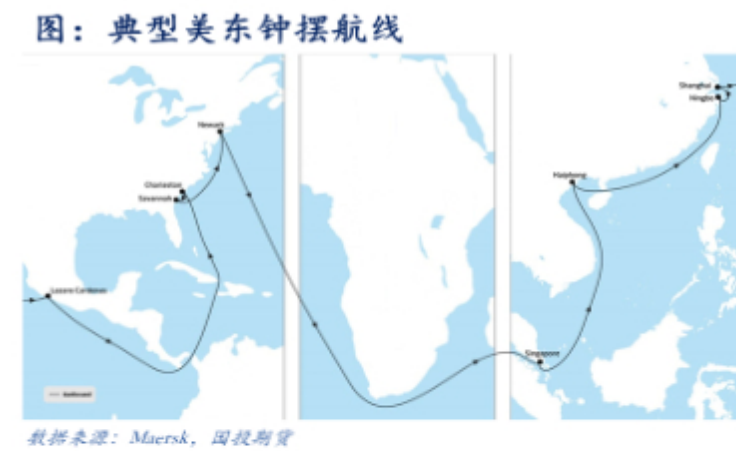 图：典型美东钟摆航线
Shanghai
Ningbo
Newark
Haiphong
Charleston
Savannah
Lazaro Cardenas
Singapore
数据来源：Maersk，国投期货